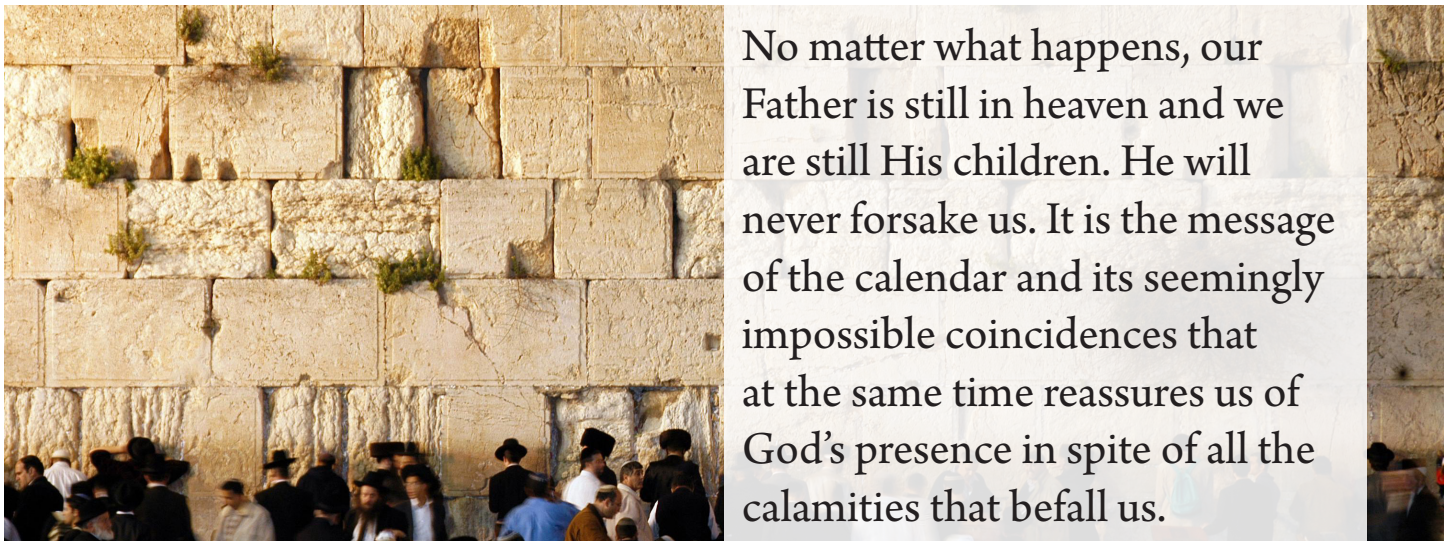 No matter what happens, our
Father is still in heaven and we
are still His children. He will
never forsake us. It is the message
of the calendar and its seemingly
impossible coincidences that
at the same time reassures us of
God’s presence in spite of all the
calamities that befall us.